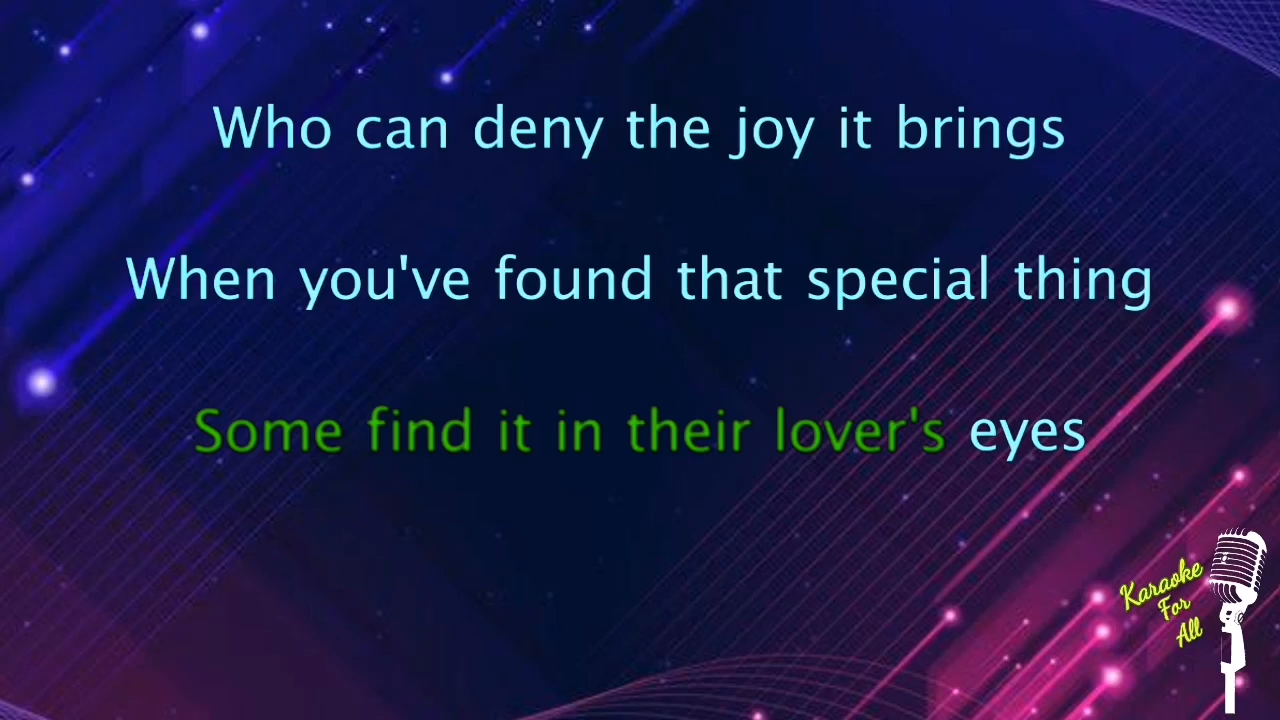 Who can deny the joy it brings
When you've found that special thing
Some find it in their lover's eyes
Karaoke
For
All